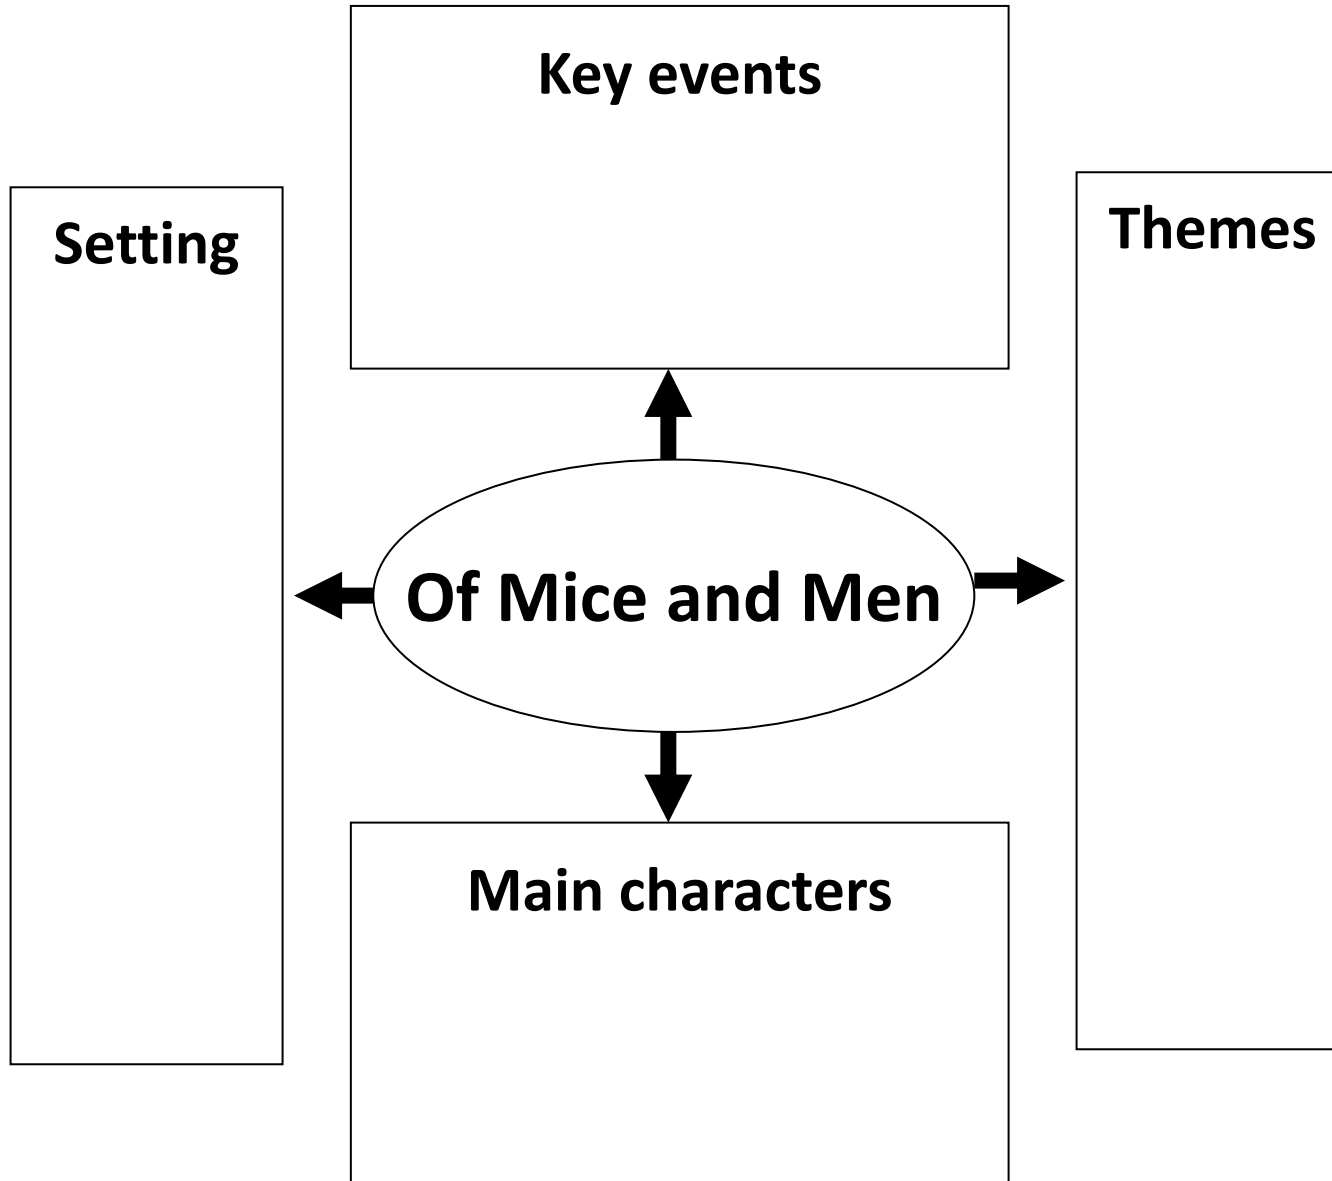 Key events
Setting
Themes
Of Mice and Men
Main characters